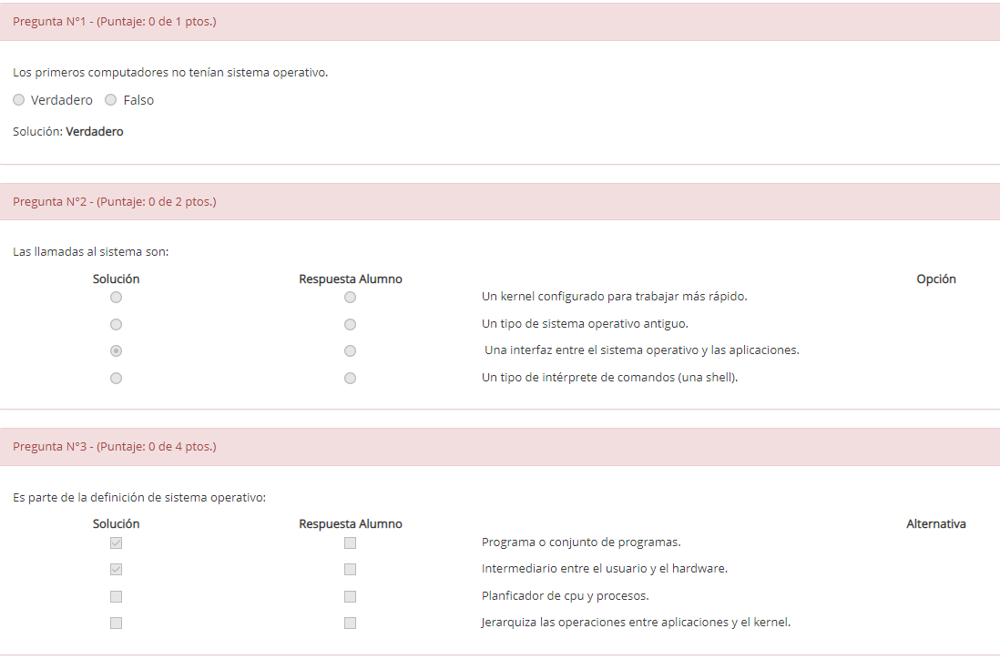 Pregunta N°1 - (Puntaje: 0 de 1 ptos.)
Los primeros computadores no tenían sistema operativo.
Verdadero Falso
Solución: Verdadero
Pregunta N°2 - (Puntaje: 0 de 2 ptos.)
Las llamadas al sistema son:
Solución Respuesta Alumno Opción
Un kernel configurado para trabajar más rápido.
Un tipo de sistema operativo antiguo.
Una interfaz entre el sistema operativo y las aplicaciones.
Un tipo de intérprete de comandos (una shell).
Pregunta N°3 - (Puntaje: 0 de 4 ptos.)
Es parte de la definición de sistema operativo:
Solución Respuesta Alumno Alternativa
Programa o conjunto de programas.
Intermediario entre el usuario y el hardware.
Planficador de cpu y procesos.
Jerarquiza las operaciones entre aplicaciones y el kernel.